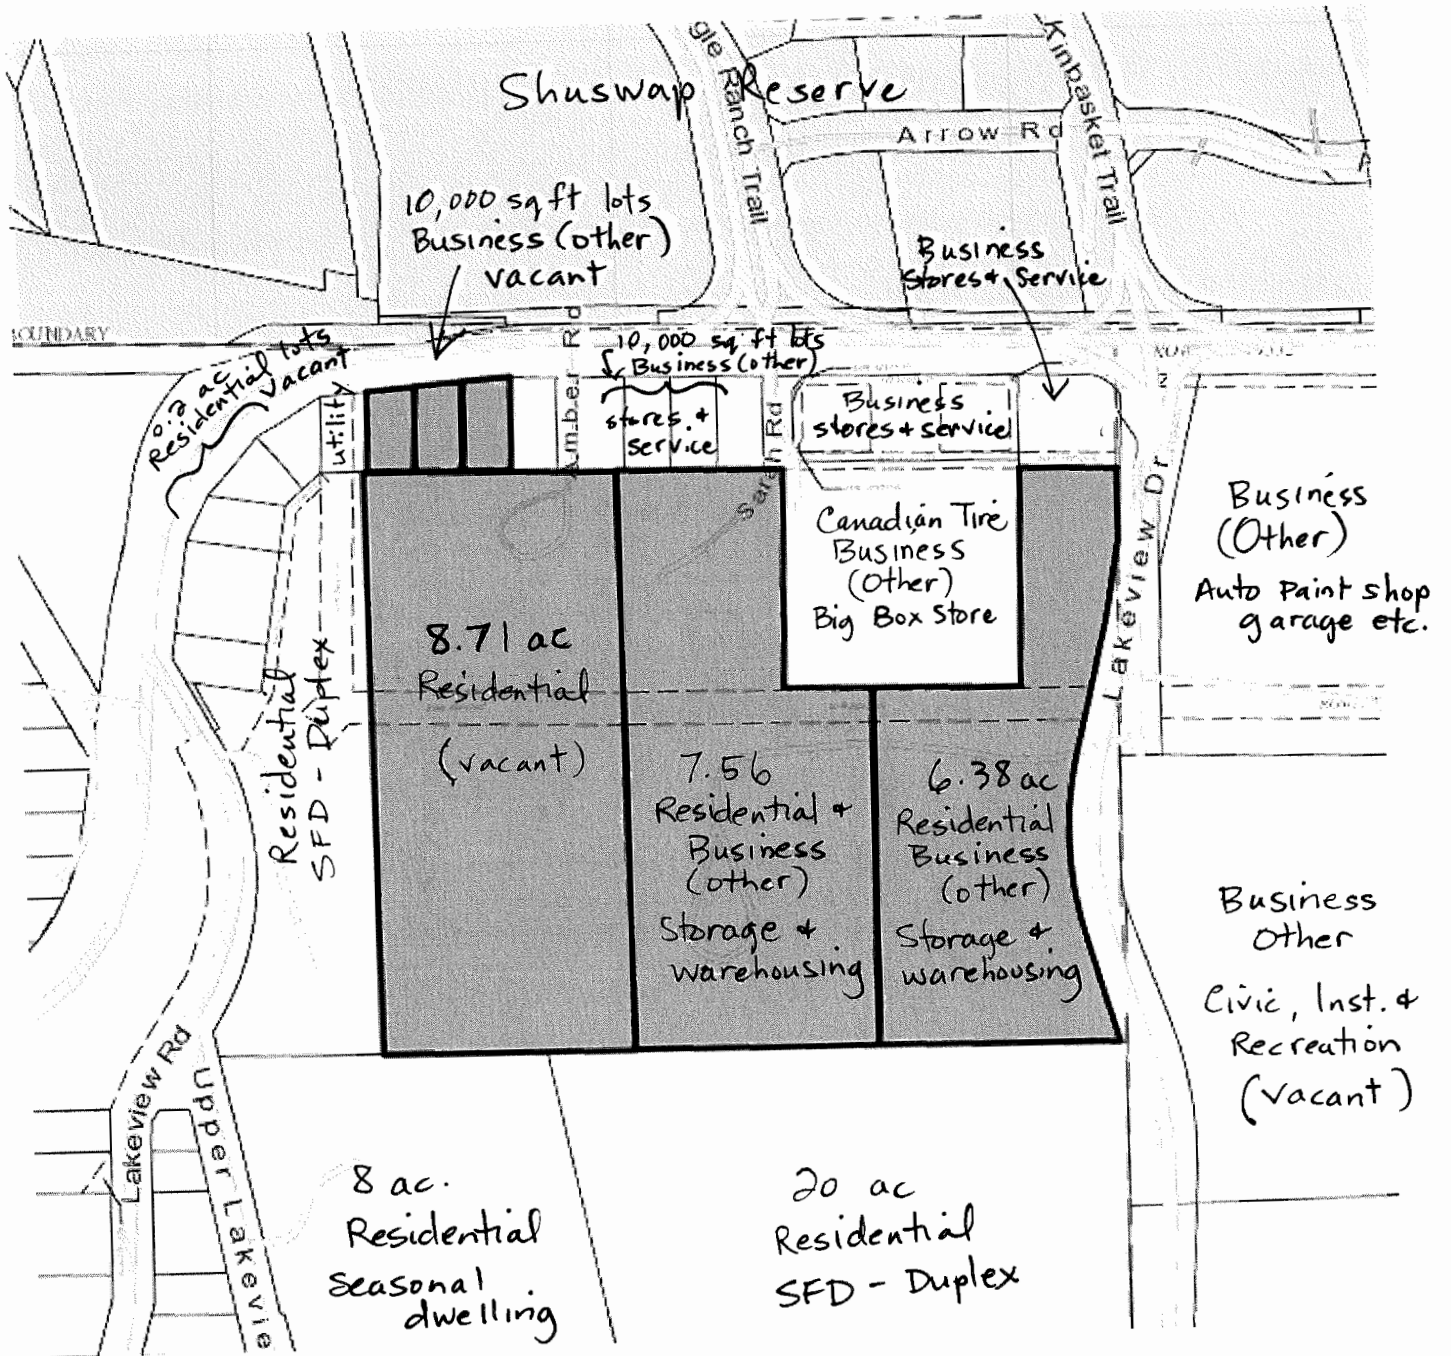 Shuswap Reserve
gle Ranch Trail
Kinbasket Trail
Arrow Rd
10,000 sq ft lots
Business (other)
vacant
Business
Stores + Service
BOUNDARY
0.2 ac
Residential lots
vacant
utility
Amber Rd
10,000 sq ft lots
Business (other)
stores +
service
Sarah Rd
Business
stores + service
Canadian Tire
Business
(Other)
Big Box Store
Lakeview Dr
Business
(Other)
Auto Paint shop
garage etc.
Residential
SFD - Duplex
8.71 ac
Residential
(vacant)
7.56
Residential +
Business
(other)
Storage +
warehousing
6.38 ac
Residential
Business
(other)
Storage +
warehousing
Business
Other
Civic, Inst. +
Recreation
(vacant)
Lakeview Rd
Upper Lakevie
8 ac.
Residential
Seasonal
dwelling
20 ac
Residential
SFD - Duplex